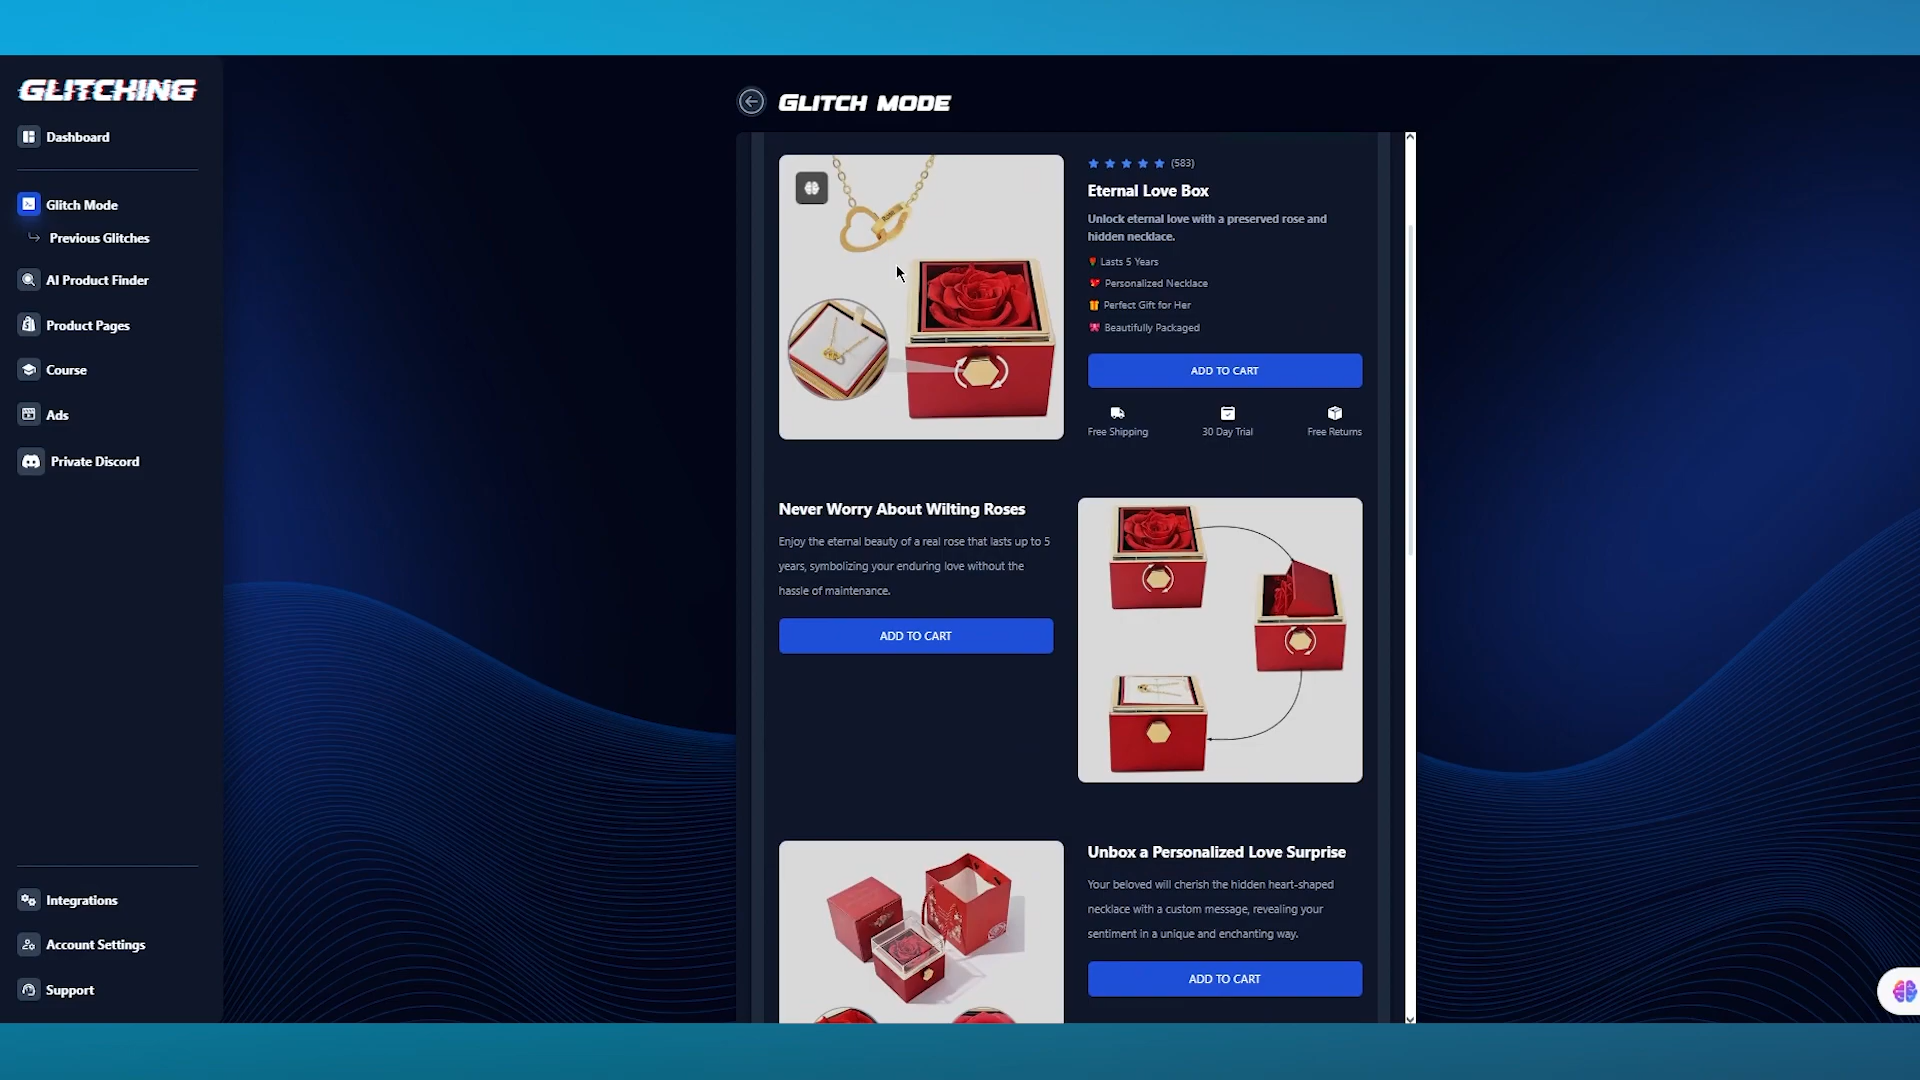 GLITCHING
Dashboard
Glitch Mode
Previous Glitches
AI Product Finder
Product Pages
Course
Ads
Private Discord
Integrations
Account Settings
Support
GLITCH MODE
(583)
Eternal Love Box
Unlock eternal love with a preserved rose and
hidden necklace.
Lasts 5 Years
Personalized Necklace
Perfect Gift for Her
Beautifully Packaged
ADD TO CART
Free Shipping
30 Day Trial
Free Returns
Never Worry About Wilting Roses
Enjoy the eternal beauty of a real rose that lasts up to 5
years, symbolizing your enduring love without the
hassle of maintenance.
ADD TO CART
Unbox a Personalized Love Surprise
Your beloved will cherish the hidden heart-shaped
necklace with a custom message, revealing your
sentiment in a unique and enchanting way.
ADD TO CART